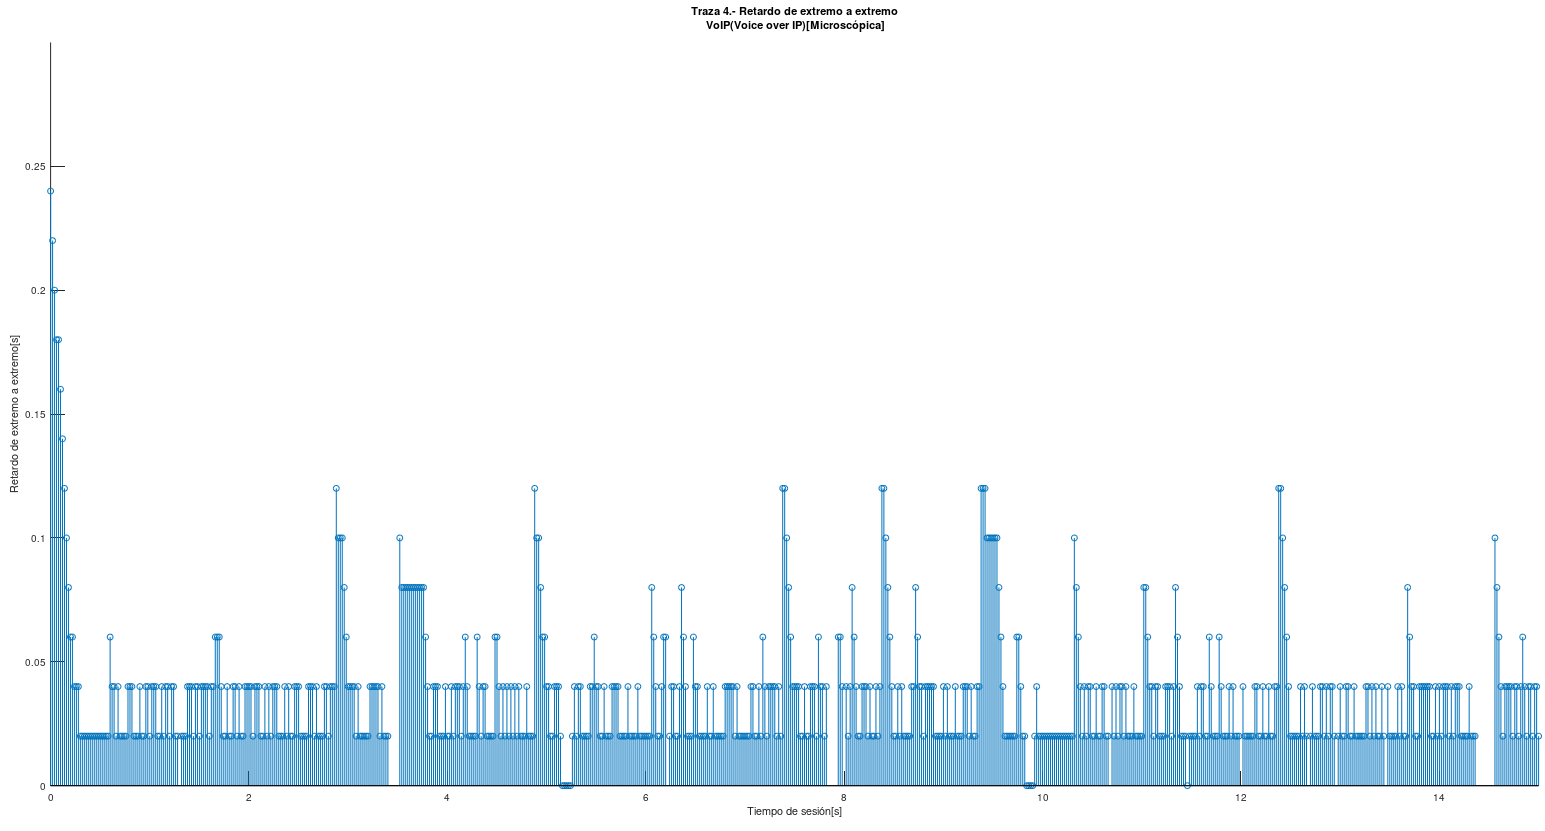 Traza 4.- Retardo de extremo a extremo
VoIP(Voice over IP)[Microscópica]
Retardo de extremo a extremo[s]
0.25
0.2
0.15
0.1
0.05
0
0 2 4 6 8 10 12 14
Tiempo de sesión[s]